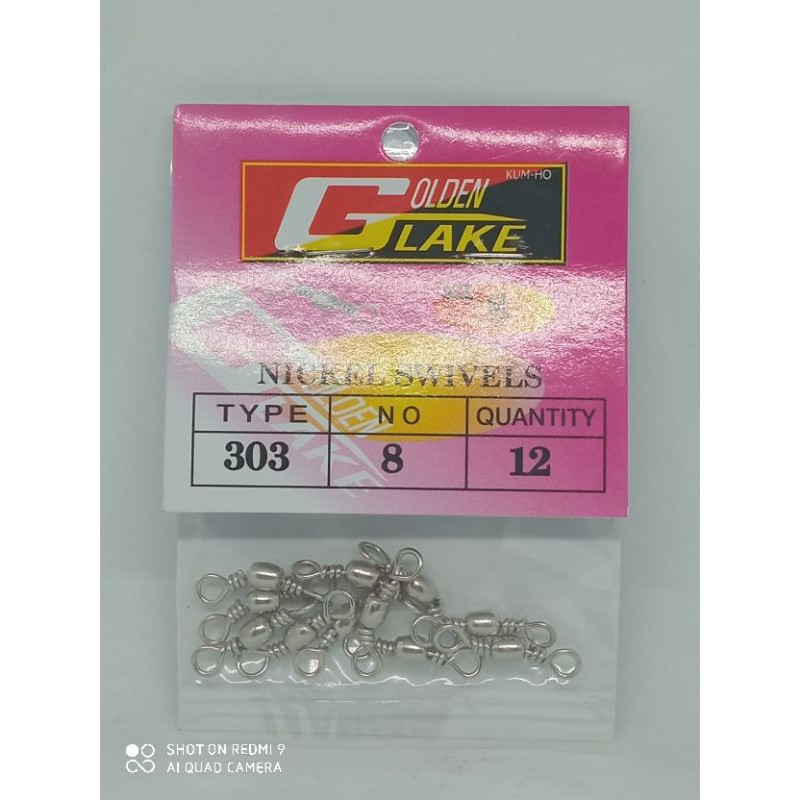 KUM-HO
GOLDEN
LAKE
NICKEL SWIVELS
TYPE NO QUANTITY
303 8 12
SHOT ON REDMI 9
AI QUAD CAMERA